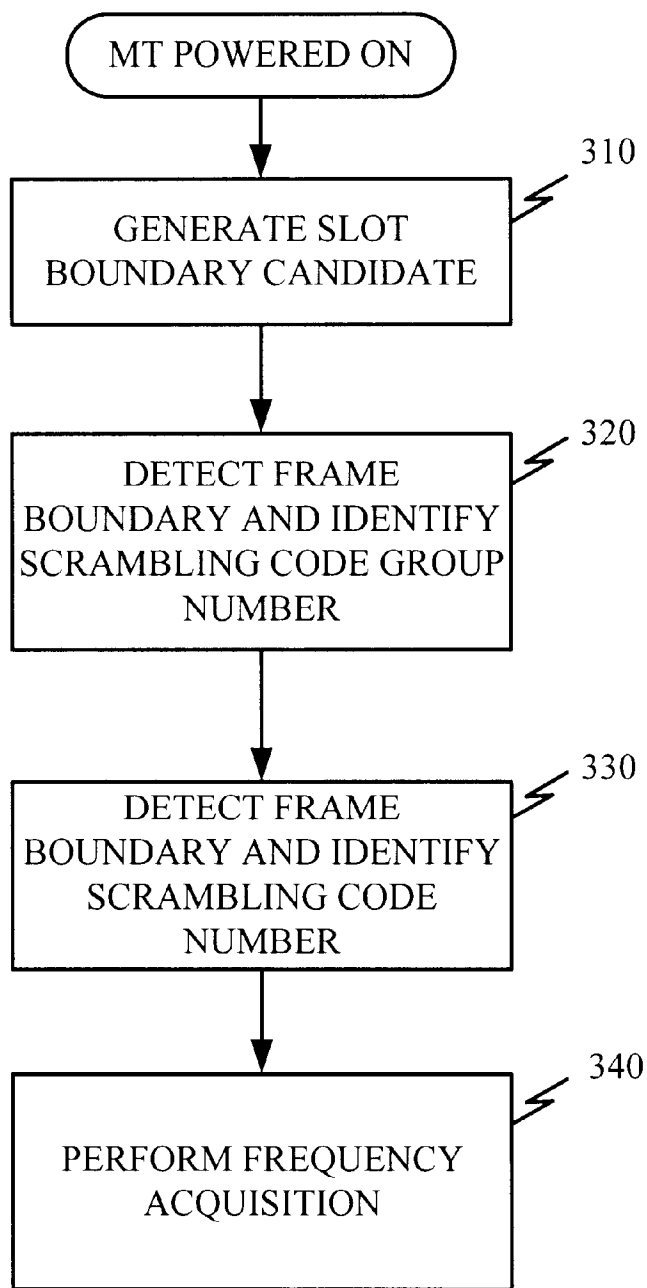 MT POWERED ON
310
GENERATE SLOT
BOUNDARY CANDIDATE
320
DETECT FRAME
BOUNDARY AND IDENTIFY
SCRAMBLING CODE GROUP
NUMBER
330
DETECT FRAME
BOUNDARY AND IDENTIFY
SCRAMBLING CODE
NUMBER
340
PERFORM FREQUENCY
ACQUISITION